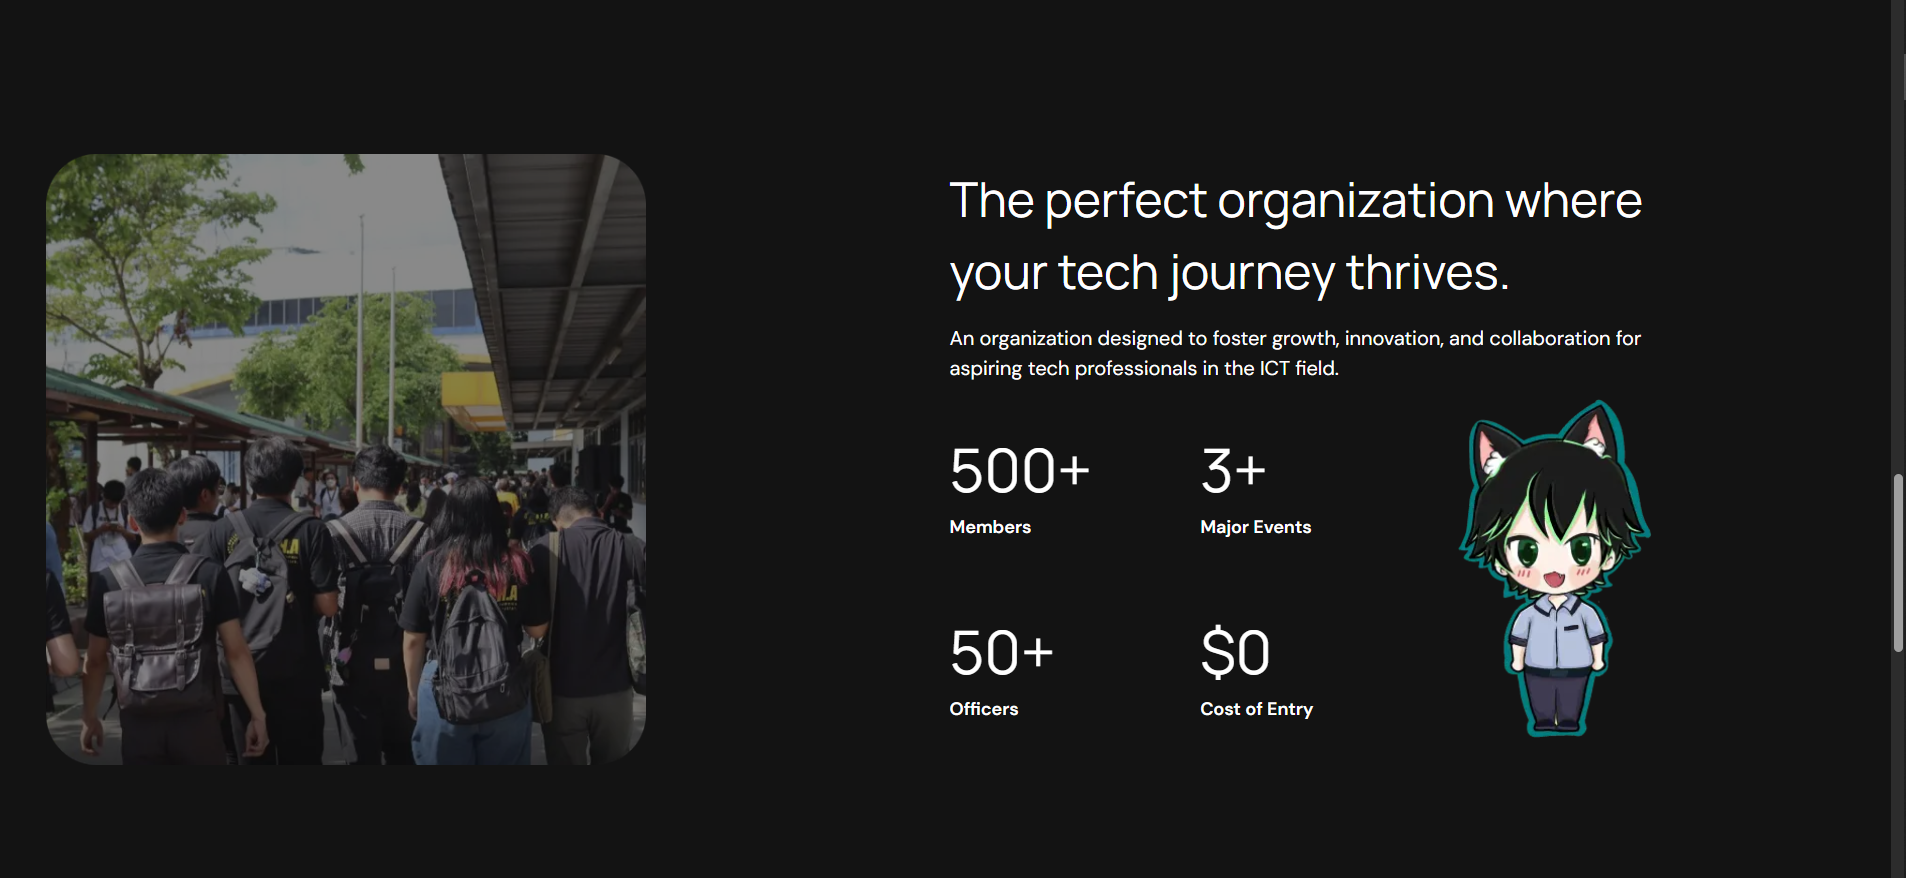 The perfect organization where
your tech journey thrives.
An organization designed to foster growth, innovation, and collaboration for
aspiring tech professionals in the ICT field.
500+
Members
3+
Major Events
50+
Officers
$0
Cost of Entry